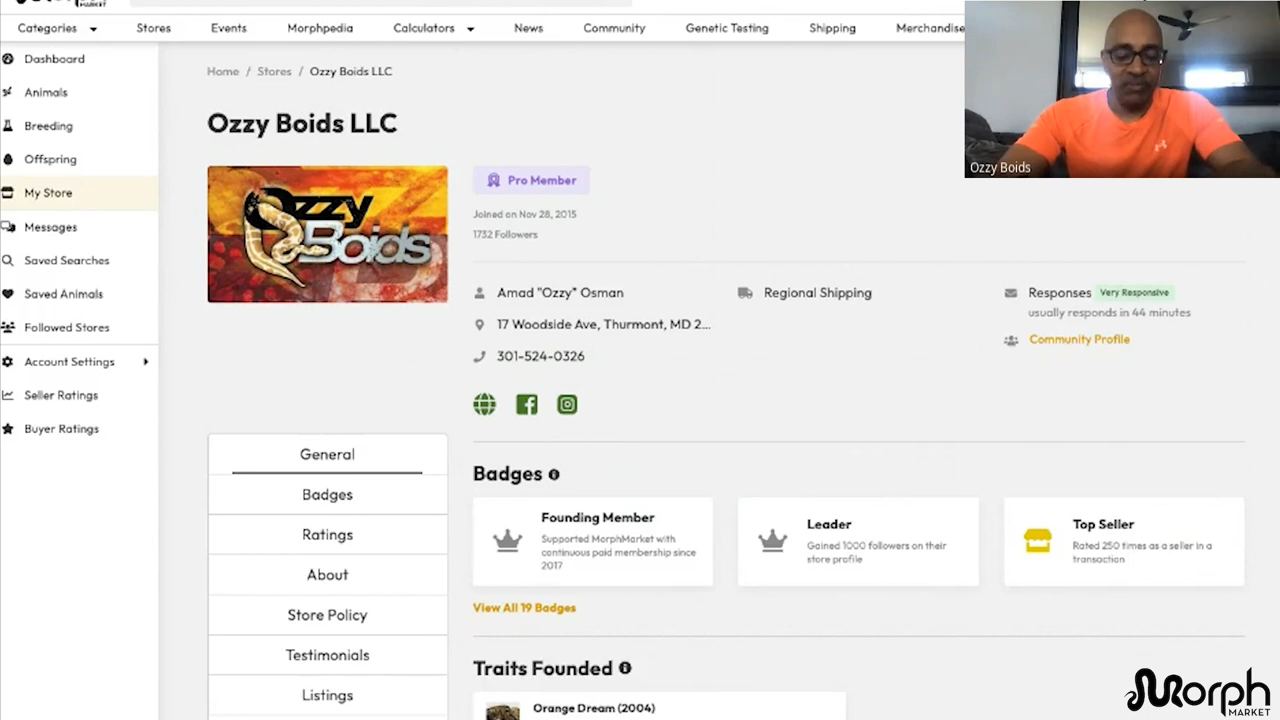 MARKET
Categories
Stores
Events
Morphpedia
Calculators
News
Community
Genetic Testing
Shipping
Merchandise
Dashboard
Animals
Breeding
Offspring
My Store
Messages
Saved Searches
Saved Animals
Followed Stores
Account Settings
Seller Ratings
Buyer Ratings
Home / Stores / Ozzy Boids LLC
Ozzy Boids LLC
Ozzy
Boids
Pro Member
Joined on Nov 28, 2015
1732 Followers
Amad "Ozzy" Osman
17 Woodside Ave, Thurmont, MD 2...
301-524-0326
Regional Shipping
Responses Very Responsive
usually responds in 44 minutes
Community Profile
General
Badges
Ratings
About
Store Policy
Testimonials
Listings
Badges
Founding Member
Supported MorphMarket with
continuous paid membership since
2017
Leader
Gained 1000 followers on their
store profile
Top Seller
Rated 250 times as a seller in a
transaction
View All 19 Badges
Traits Founded
Orange Dream (2004)
Ozzy Boids
Morph
MARKET